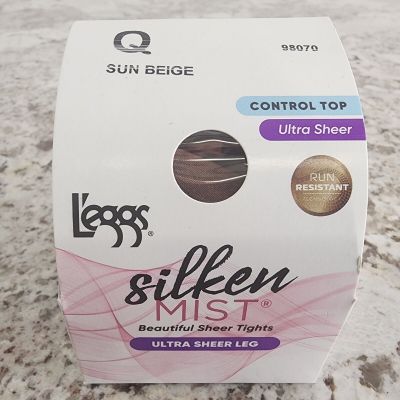 Q
98070
SUN BEIGE
CONTROL TOP
Ultra Sheer
RUN
RESISTANT
L'eggs®
silken
MIST®
Beautiful Sheer Tights
ULTRA SHEER LEG